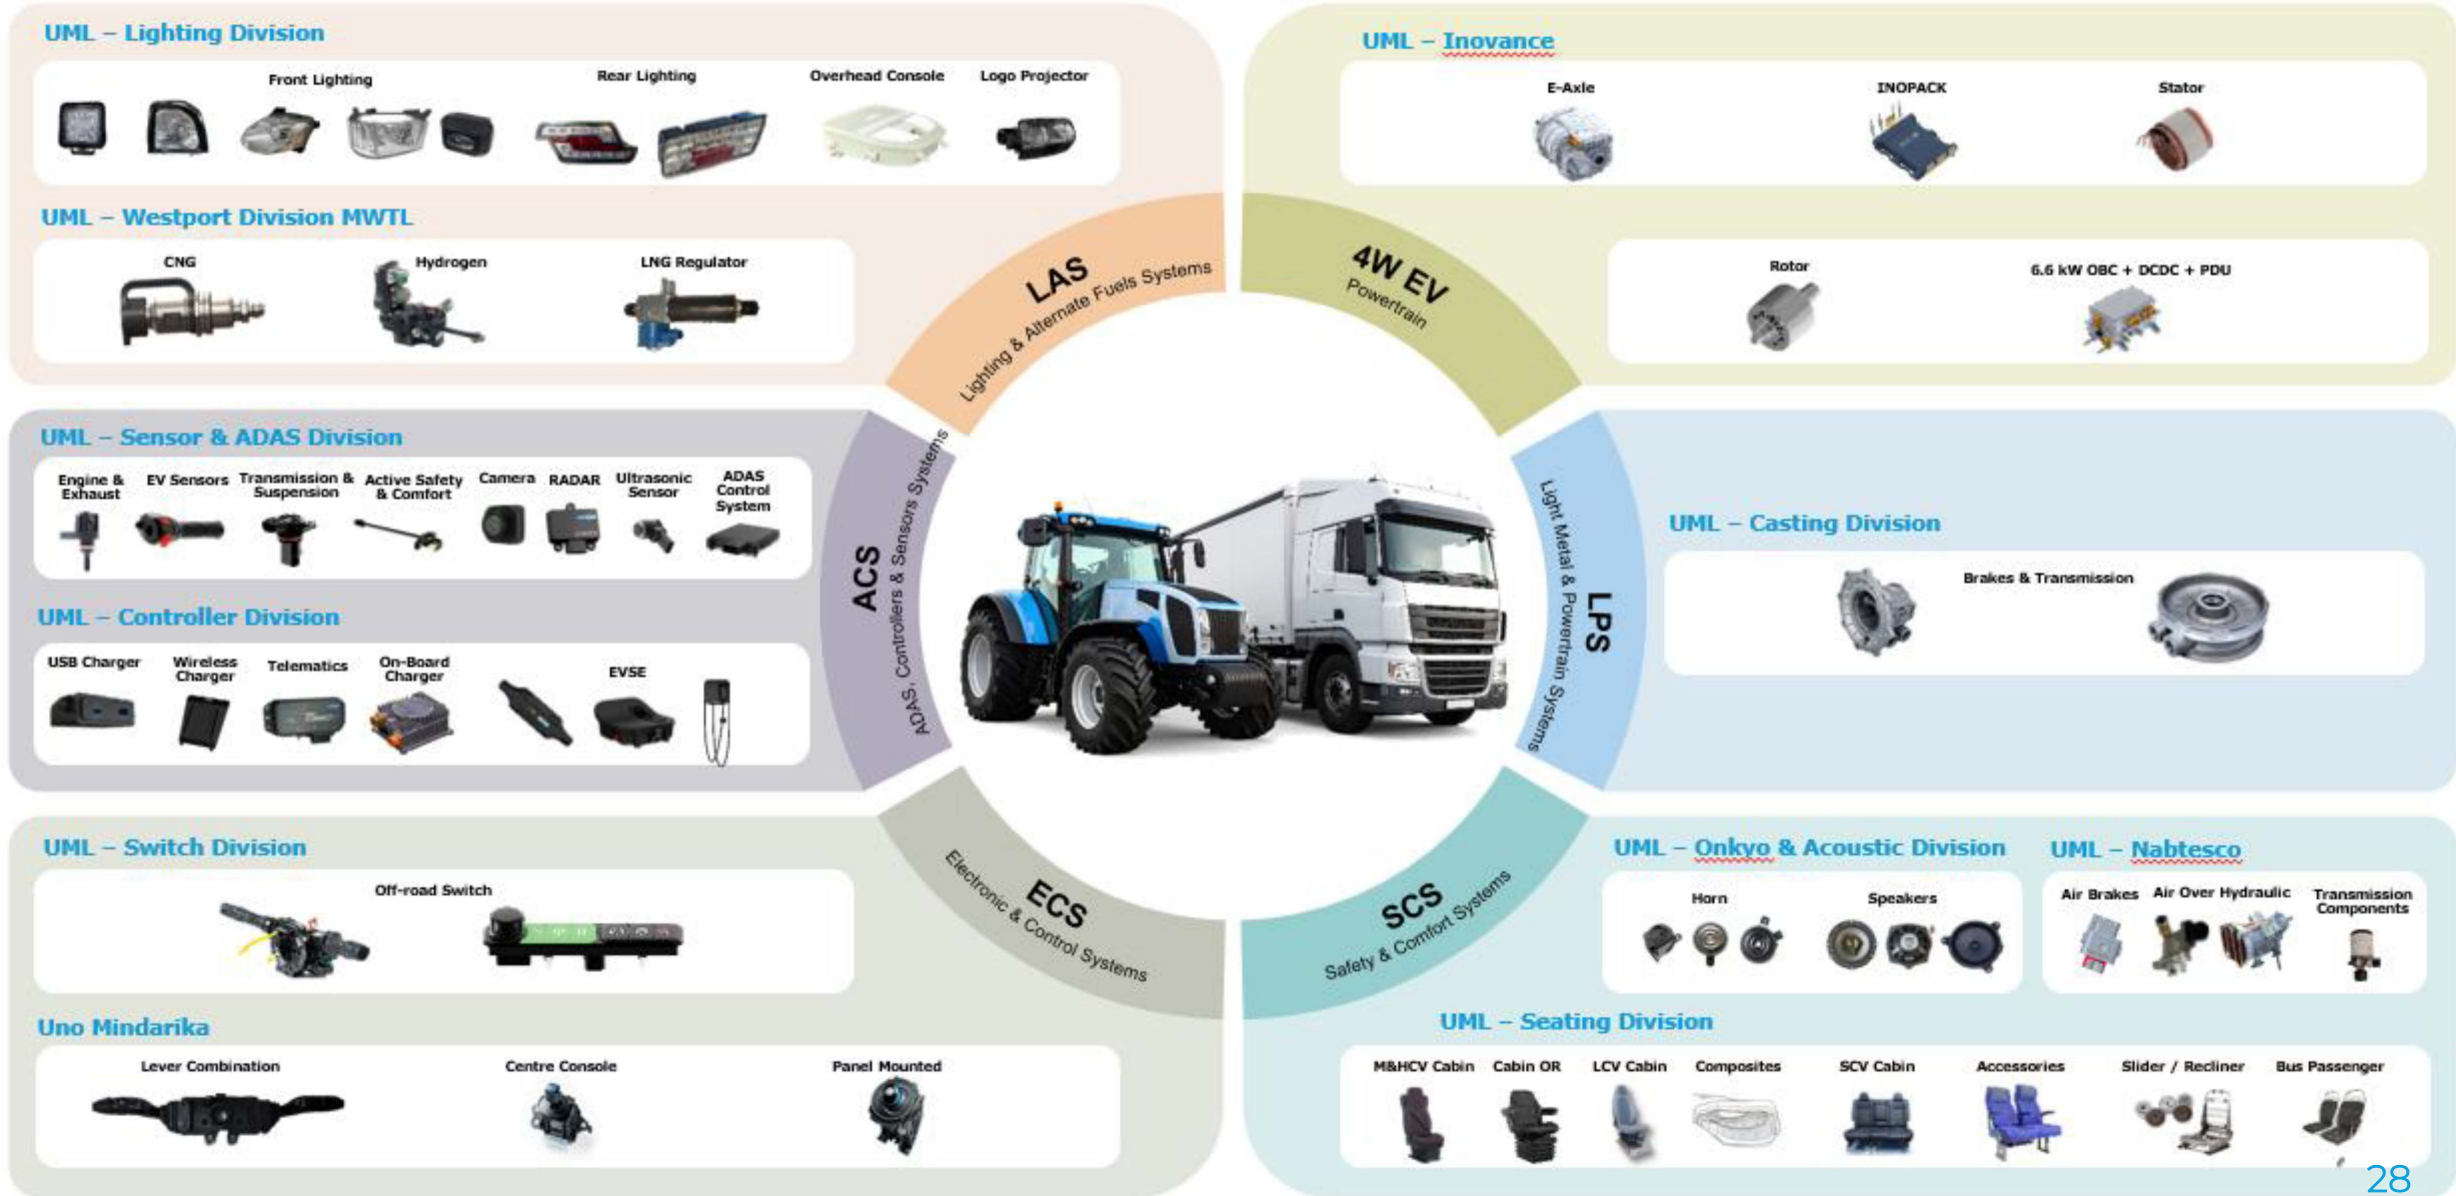 UML – Lighting Division
Front Lighting
Rear Lighting
Overhead Console
Logo Projector
UML – Westport Division MWTL
CNG
Hydrogen
LNG Regulator
LAS
Lighting & Alternate Fuels Systems
UML – Inovance
E-Axle
INOPACK
Stator
Rotor
6.6 kW OBC + DCDC + PDU
4W EV
Powertrain
UML – Sensor & ADAS Division
Engine &
Exhaust
EV Sensors
Transmission &
Suspension
Active Safety
& Comfort
Camera
RADAR
Ultrasonic
Sensor
ADAS
Control
System
UML – Controller Division
USB Charger
Wireless
Charger
Telematics
On-Board
Charger
EVSE
ACS
ADAS, Controllers & Sensors Systems
LPS
Light Metal & Powertrain Systems
UML – Casting Division
Brakes & Transmission
UML – Switch Division
Off-road Switch
Uno Mindarika
Lever Combination
Centre Console
Panel Mounted
ECS
Electronic & Control Systems
SCS
Safety & Comfort Systems
UML – Onkyo & Acoustic Division
Horn
Speakers
UML – Nabtesco
Air Brakes
Air Over Hydraulic
Transmission
Components
UML – Seating Division
M&HCV Cabin
Cabin OR
LCV Cabin
Composites
SCV Cabin
Accessories
Slider / Recliner
Bus Passenger
28